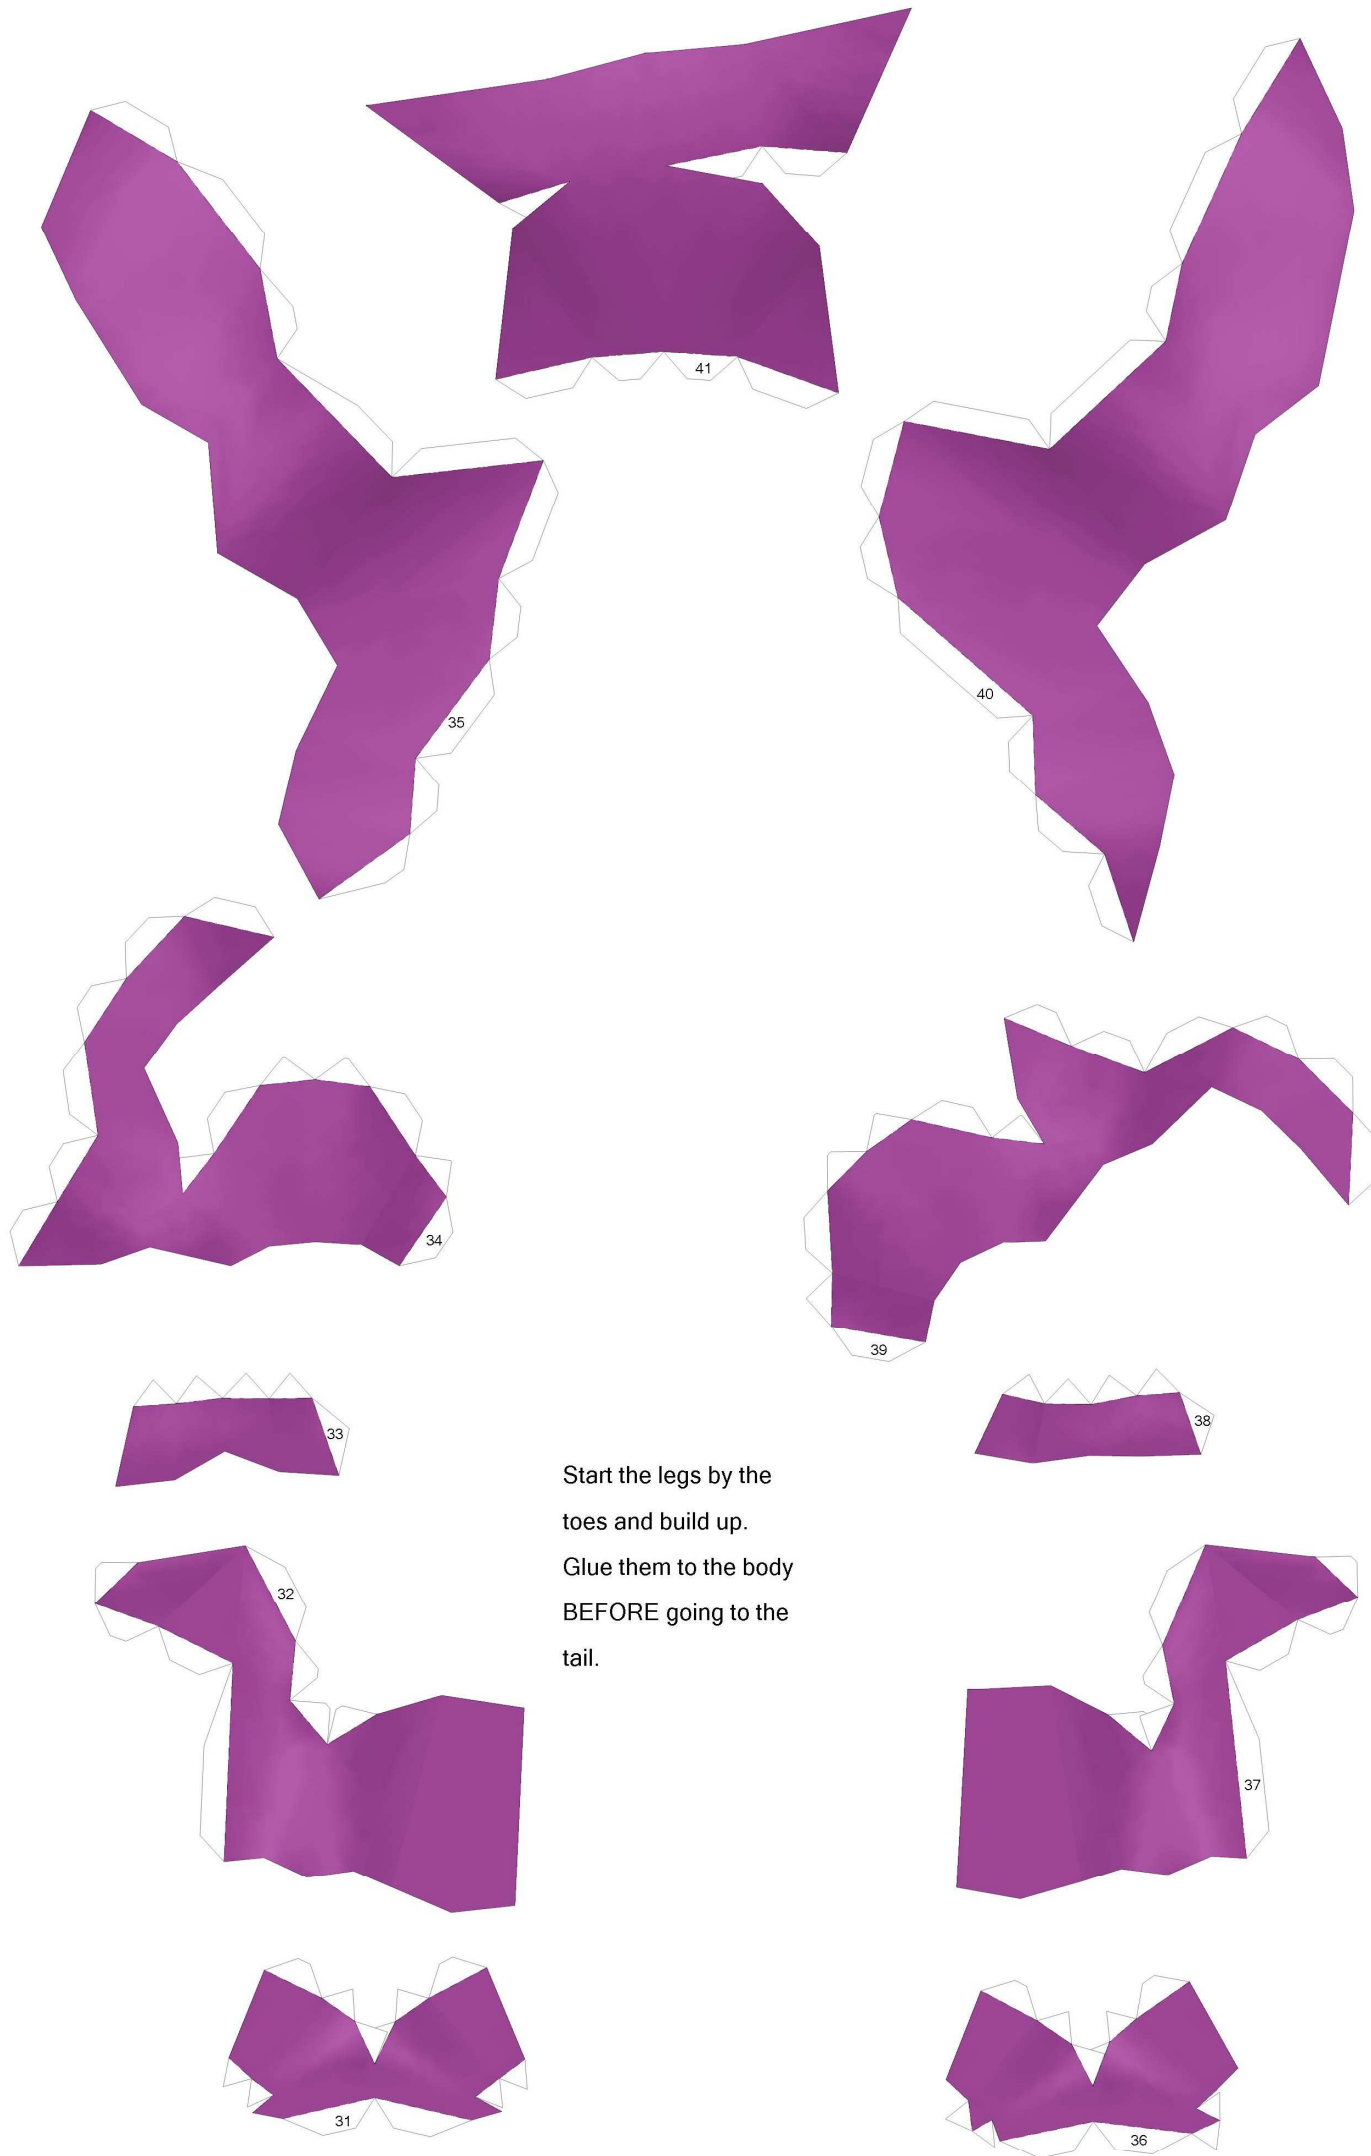 41
35
40
34
39
33
38
Start the legs by the
toes and build up.
Glue them to the body
BEFORE going to the
tail.
32
37
31
36